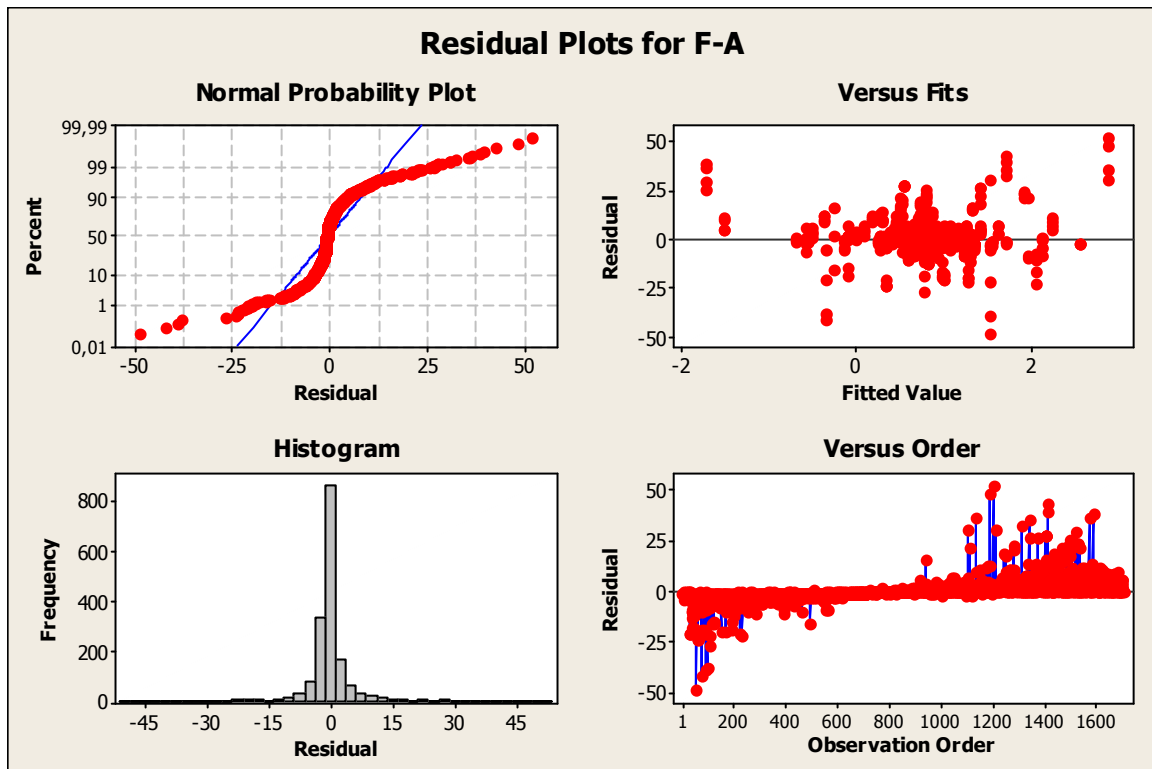 Residual Plots for F-A
Normal Probability Plot
99,99
99
90
50
10
1
0,01
Percent
-50 -25 0 25 50
Residual
Versus Fits
50
25
0
-25
-50
Residual
-2 0 2
Fitted Value
Histogram
800
600
400
200
0
Frequency
-45 -30 -15 0 15 30 45
Residual
Versus Order
50
25
0
-25
-50
Residual
1 200 400 600 800 1000 1200 1400 1600
Observation Order